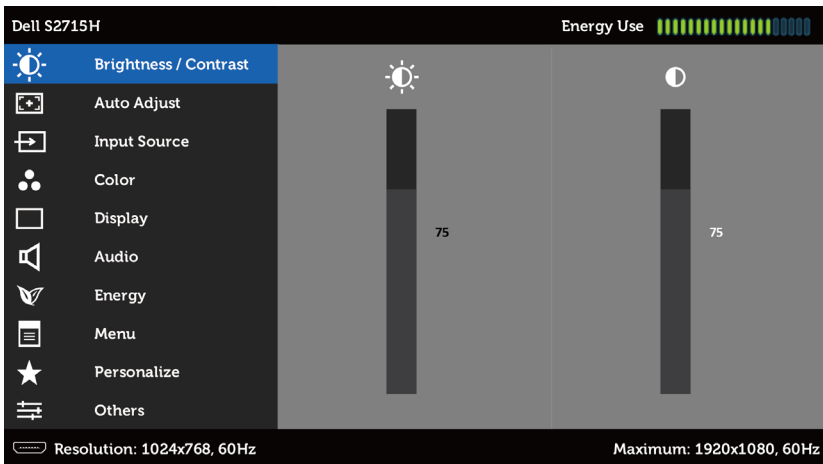 Dell S2715H
Energy Use
Brightness / Contrast
Auto Adjust
Input Source
Color
Display
Audio
Energy
Menu
Personalize
Others
75
75
Resolution: 1024x768, 60Hz
Maximum: 1920x1080, 60Hz